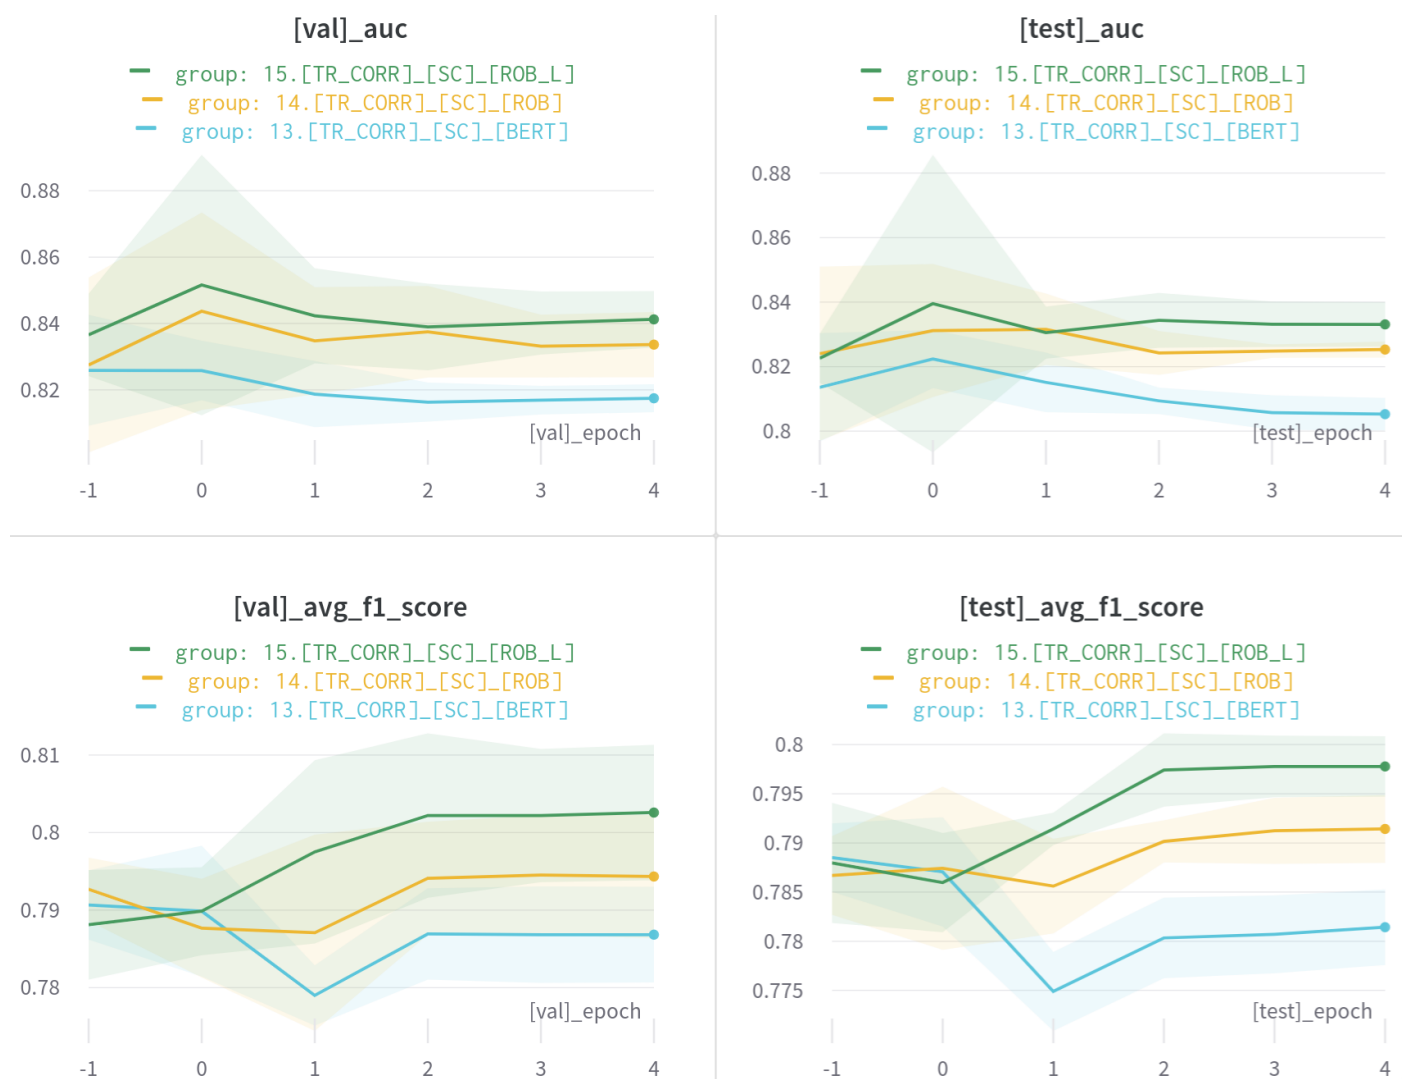 [val]_auc
group: 15.[TR_CORR]_[SC]_[ROB_L]
group: 14.[TR_CORR]_[SC]_[ROB]
group: 13.[TR_CORR]_[SC]_[BERT]
0.88
0.86
0.84
0.82
[val]_epoch
-1 0 1 2 3 4
[test]_auc
group: 15.[TR_CORR]_[SC]_[ROB_L]
group: 14.[TR_CORR]_[SC]_[ROB]
group: 13.[TR_CORR]_[SC]_[BERT]
0.88
0.86
0.84
0.82
0.8
[test]_epoch
-1 0 1 2 3 4
[val]_avg_f1_score
group: 15.[TR_CORR]_[SC]_[ROB_L]
group: 14.[TR_CORR]_[SC]_[ROB]
group: 13.[TR_CORR]_[SC]_[BERT]
0.81
0.8
0.79
0.78
[val]_epoch
-1 0 1 2 3 4
[test]_avg_f1_score
group: 15.[TR_CORR]_[SC]_[ROB_L]
group: 14.[TR_CORR]_[SC]_[ROB]
group: 13.[TR_CORR]_[SC]_[BERT]
0.8
0.795
0.79
0.785
0.78
0.775
[test]_epoch
-1 0 1 2 3 4